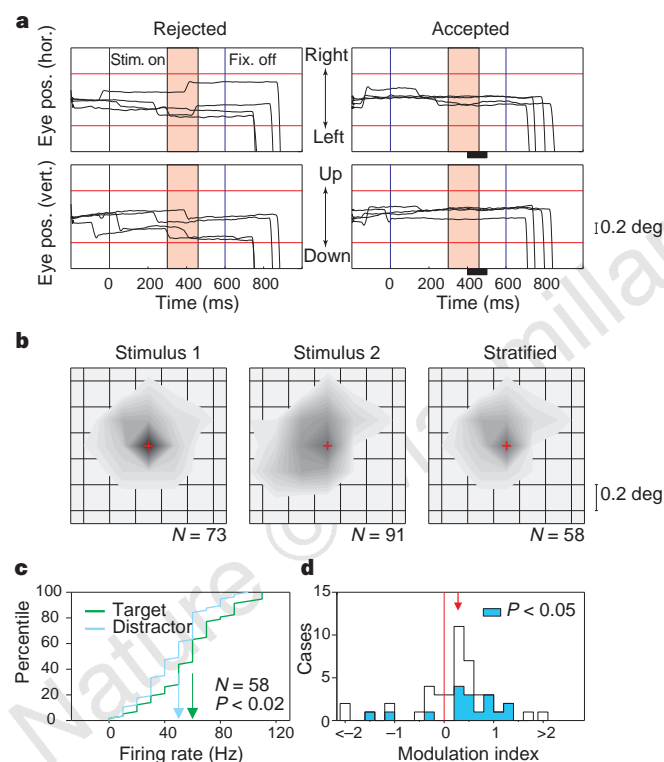 a
Rejected
Accepted
Eye pos. (hor.)
Stim. on
Fix. off
Right
Left
Eye pos. (vert.)
Up
Down
0.2 deg
0 200 400 600 800
0 200 400 600 800
Time (ms)
Time (ms)
b
Stimulus 1
Stimulus 2
Stratified
0.2 deg
N = 73
N = 91
N = 58
c
Percentile
100
80
60
40
20
0
Target
Distractor
N = 58
P < 0.02
0 40 80 120
Firing rate (Hz)
d
Cases
15
10
5
0
P < 0.05
<–2 –1 0 1 >2
Modulation index
Nature ©
millan